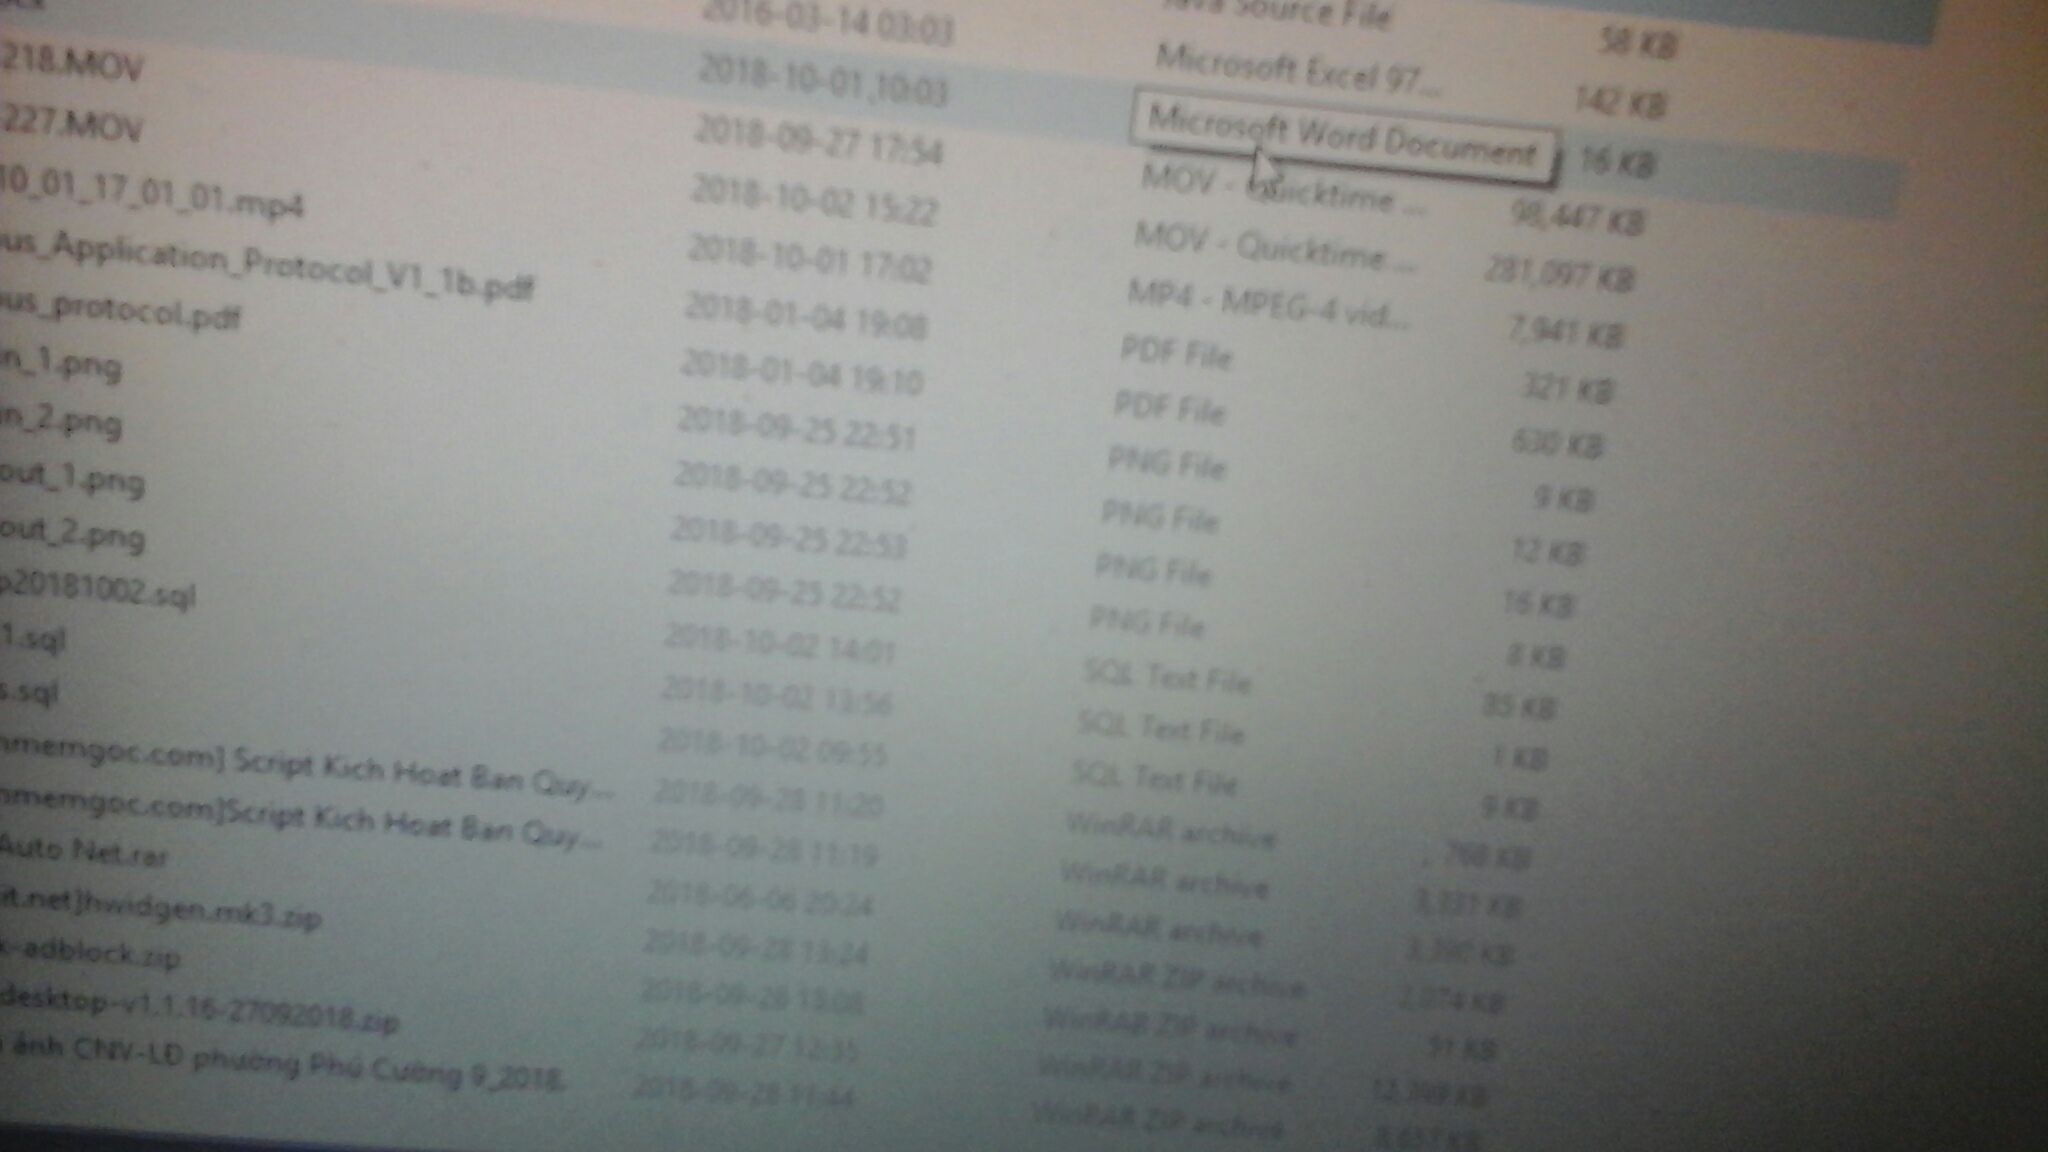 Java Source File 58 KB
2016-03-14 03:03 Microsoft Excel 97... 142 KB
2018-10-01 10:03 Microsoft Word Document 16 KB
218.MOV 2018-09-27 17:54 MOV - Quicktime ... 98,447 KB
227.MOV 2018-10-02 15:22 MOV - Quicktime ... 281,097 KB
10_01_17_01_01.mp4 2018-10-01 17:02 MP4 - MPEG-4 vid... 7,941 KB
us_Application_Protocol_V1_1b.pdf 2018-01-04 19:08 PDF File 321 KB
us_protocol.pdf 2018-01-04 19:10 PDF File 630 KB
in_1.png 2018-09-25 22:51 PNG File 9 KB
in_2.png 2018-09-25 22:52 PNG File 12 KB
out_1.png 2018-09-25 22:53 PNG File 16 KB
out_2.png 2018-09-25 22:52 PNG File 8 KB
p20181002.sql 2018-10-02 14:01 SQL Text File 85 KB
1.sql 2018-10-02 13:56 SQL Text File 1 KB
s.sql 2018-10-02 09:55 SQL Text File 9 KB
nmemgoc.com] Script Kich Hoat Ban Quy... 2018-09-28 11:20 WinRAR archive 768 KB
nmemgoc.com]Script Kich Hoat Ban Quy... 2018-09-28 11:19 WinRAR archive 3,331 KB
Auto Net.rar 2018-06-06 20:24 WinRAR archive KB
it.net]hwidgen.mk3.zip 2018-09-28 13:24 WinRAR ZIP archive 2,074 KB
k-adblock.zip 2018-09-28 13:08 WinRAR ZIP archive 91 KB
desktop-v1.1.16-27092018.zip 2018-09-27 12:35 WinRAR ZIP archive KB
ảnh CNV-LĐ phường Phú Cường 9_2018. 2018-09-28 11:44 WinRAR ZIP archive KB